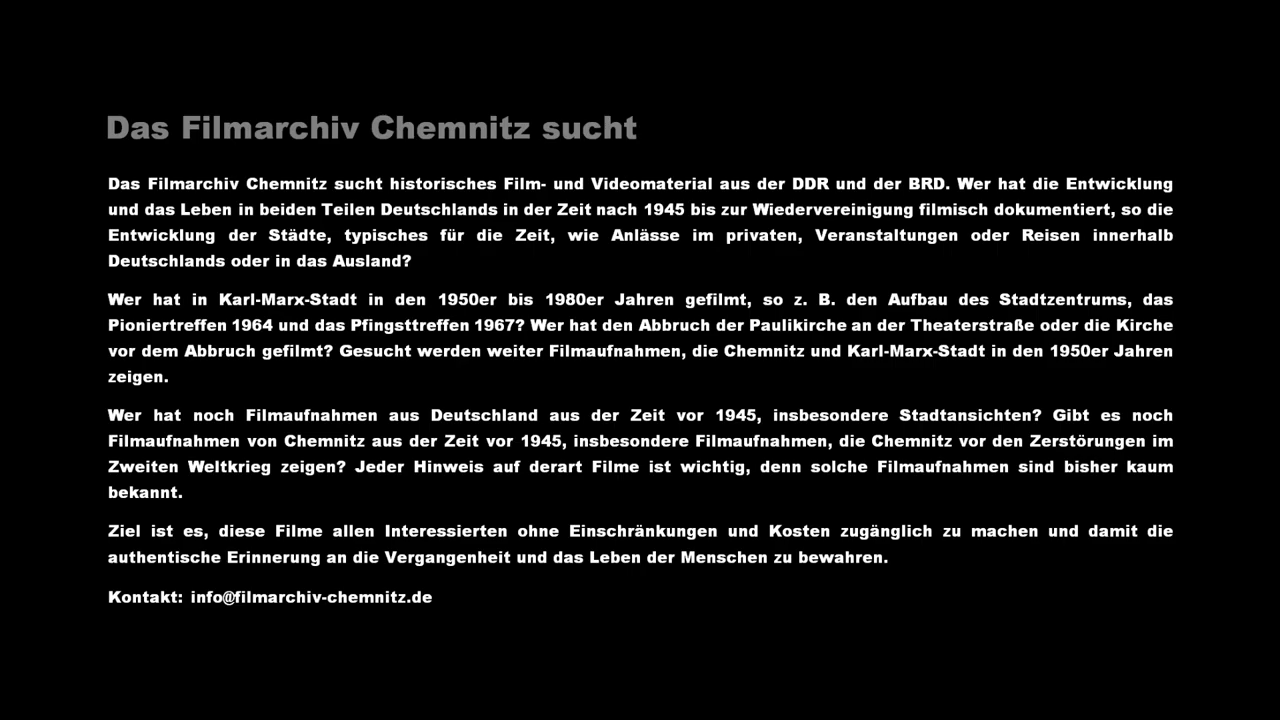 Das Filmarchiv Chemnitz sucht
Das Filmarchiv Chemnitz sucht historisches Film- und Videomaterial aus der DDR und der BRD. Wer hat die Entwicklung
und das Leben in beiden Teilen Deutschlands in der Zeit nach 1945 bis zur Wiedervereinigung filmisch dokumentiert, so die
Entwicklung der Städte, typisches für die Zeit, wie Anlässe im privaten, Veranstaltungen oder Reisen innerhalb
Deutschlands oder in das Ausland?
Wer hat in Karl-Marx-Stadt in den 1950er bis 1980er Jahren gefilmt, so z. B. den Aufbau des Stadtzentrums, das
Pioniertreffen 1964 und das Pfingsttreffen 1967? Wer hat den Abbruch der Paulikirche an der Theaterstraße oder die Kirche
vor dem Abbruch gefilmt? Gesucht werden weiter Filmaufnahmen, die Chemnitz und Karl-Marx-Stadt in den 1950er Jahren
zeigen.
Wer hat noch Filmaufnahmen aus Deutschland aus der Zeit vor 1945, insbesondere Stadtansichten? Gibt es noch
Filmaufnahmen von Chemnitz aus der Zeit vor 1945, insbesondere Filmaufnahmen, die Chemnitz vor den Zerstörungen im
Zweiten Weltkrieg zeigen? Jeder Hinweis auf derart Filme ist wichtig, denn solche Filmaufnahmen sind bisher kaum
bekannt.
Ziel ist es, diese Filme allen Interessierten ohne Einschränkungen und Kosten zugänglich zu machen und damit die
authentische Erinnerung an die Vergangenheit und das Leben der Menschen zu bewahren.
Kontakt: info@filmarchiv-chemnitz.de